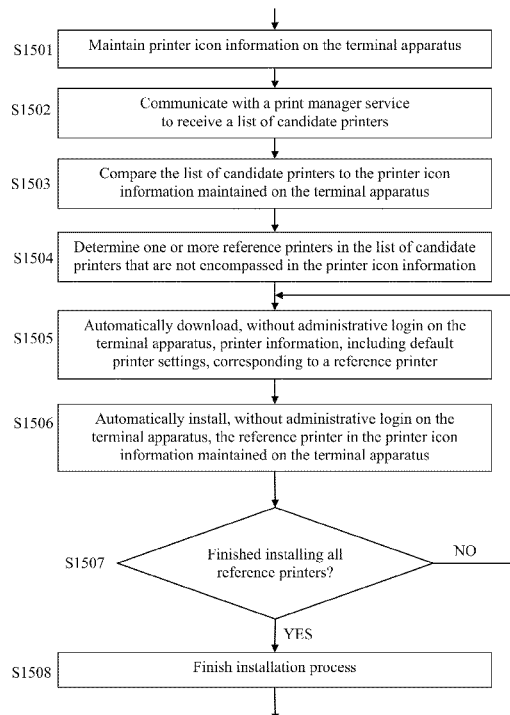 S1501
Maintain printer icon information on the terminal apparatus
S1502
Communicate with a print manager service
to receive a list of candidate printers
S1503
Compare the list of candidate printers to the printer icon
information maintained on the terminal apparatus
S1504
Determine one or more reference printers in the list of candidate
printers that are not encompassed in the printer icon information
S1505
Automatically download, without administrative login on the
terminal apparatus, printer information, including default
printer settings, corresponding to a reference printer
S1506
Automatically install, without administrative login on the
terminal apparatus, the reference printer in the printer icon
information maintained on the terminal apparatus
S1507
Finished installing all
reference printers?
NO
YES
S1508
Finish installation process